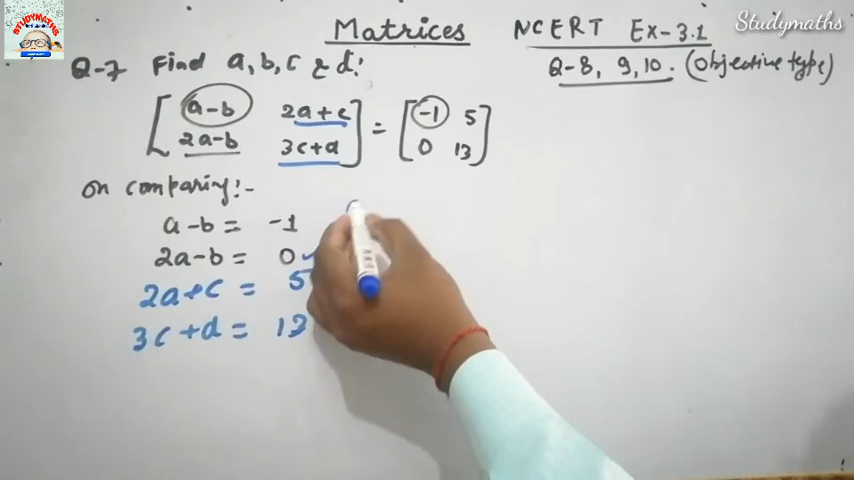 STUDYMATHS
Studymaths
Matrices NCERT Ex-3.1
Q-7 Find a, b, c & d:
Q-8, 9, 10. (Objective type)
[ a-b 2a+c ] = [ -1 5 ]
[ 2a-b 3c+d ] [ 0 13 ]
On comparing:-
a-b = -1
2a-b = 0
2a+c = 5
3c+d = 13